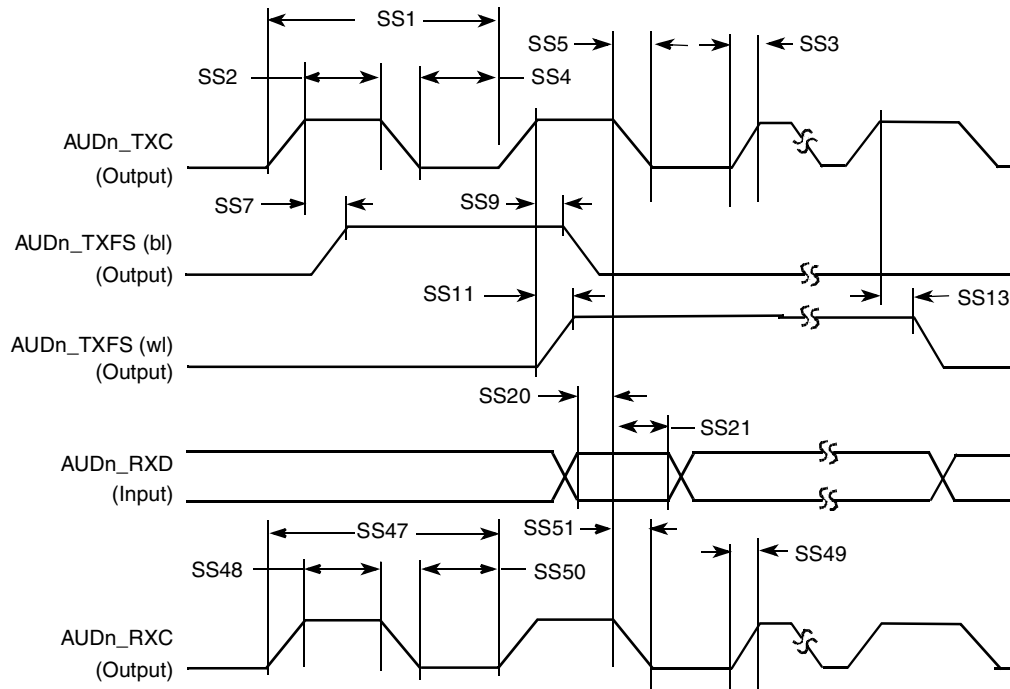 SS1
SS5
SS3
SS2
SS4
AUDn_TXC
(Output)
SS7
SS9
AUDn_TXFS (bl)
(Output)
SS11
SS13
AUDn_TXFS (wl)
(Output)
SS20
SS21
AUDn_RXD
(Input)
SS47
SS51
SS49
SS48
SS50
AUDn_RXC
(Output)